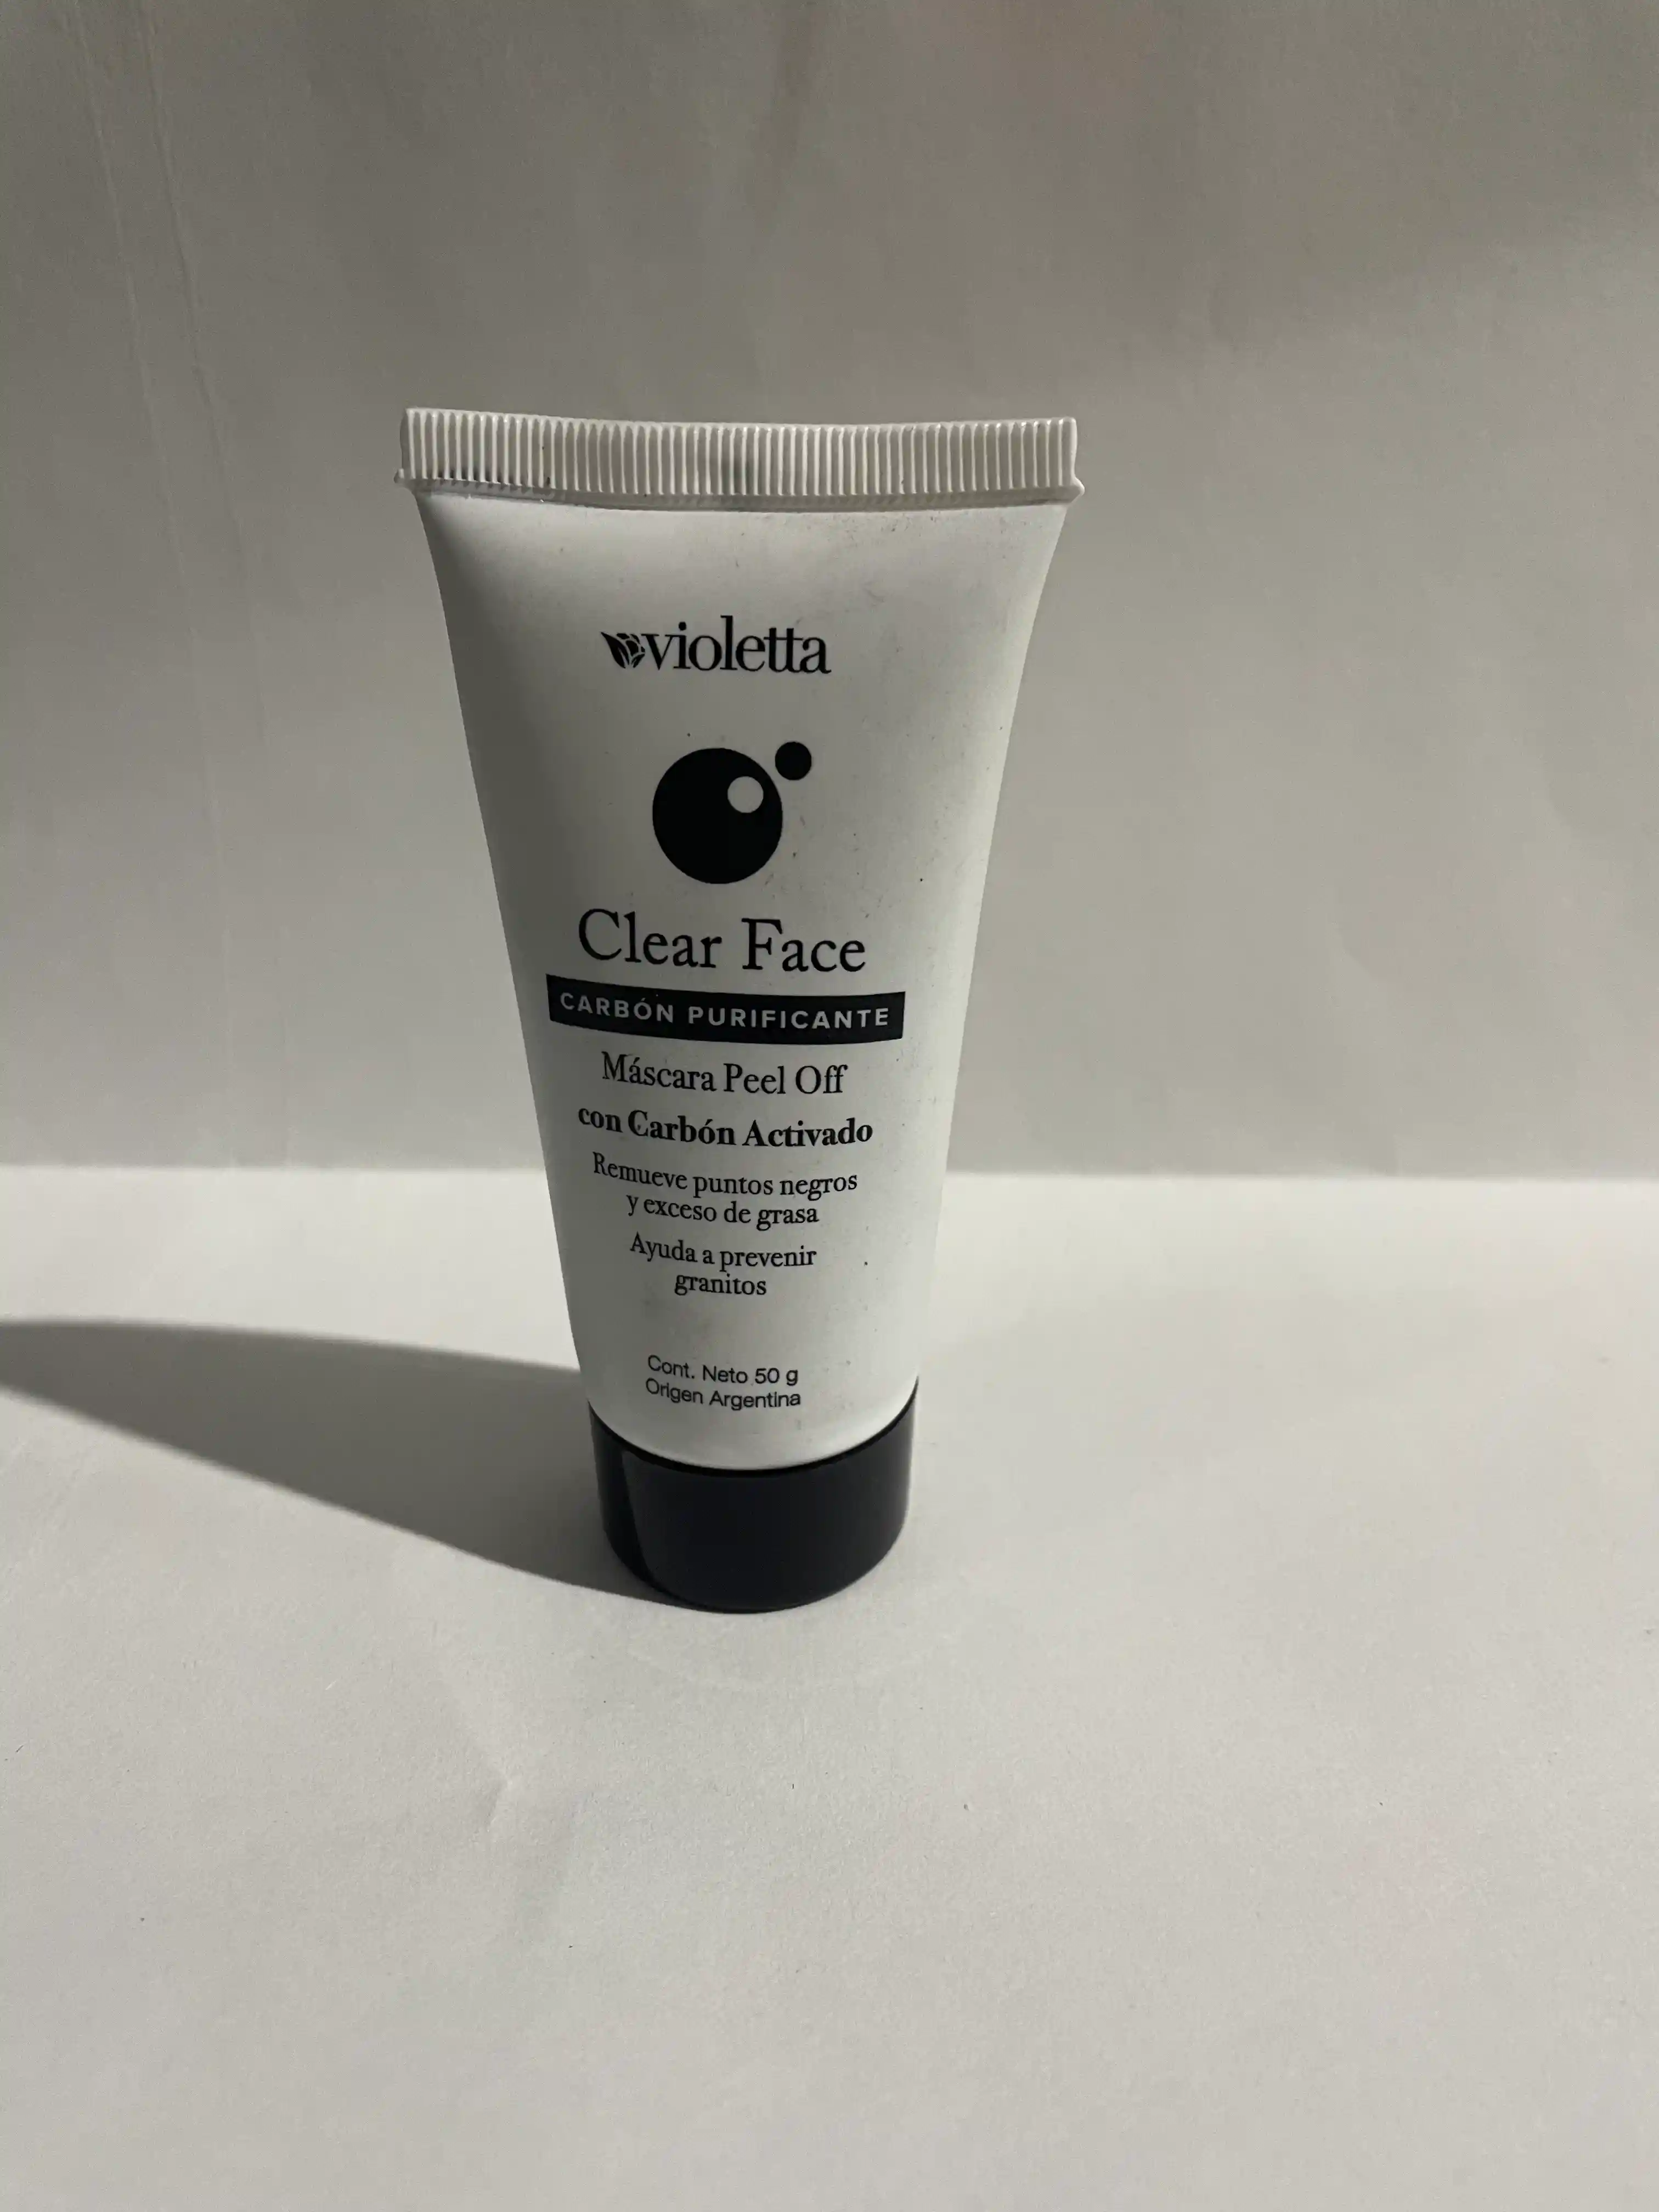 violetta
Clear Face
CARBÓN PURIFICANTE
Máscara Peel Off
con Carbón Activado
Remueve puntos negros
y exceso de grasa
Ayuda a prevenir
granitos
Cont. Neto 50 g
Origen Argentina